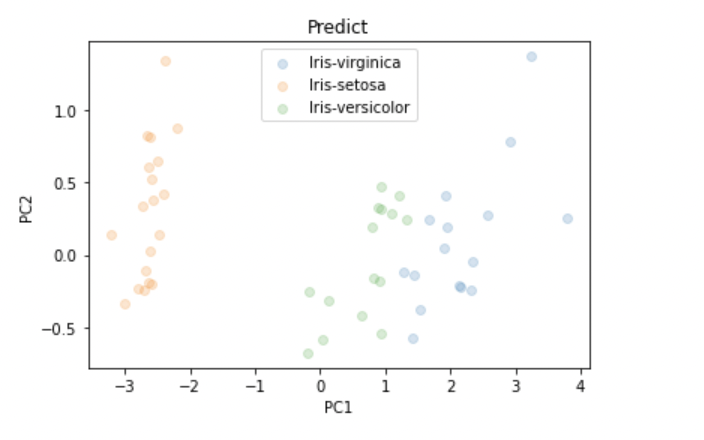 Predict
Iris-virginica
Iris-setosa
Iris-versicolor
1.0
0.5
0.0
−0.5
PC2
−3 −2 −1 0 1 2 3 4
PC1